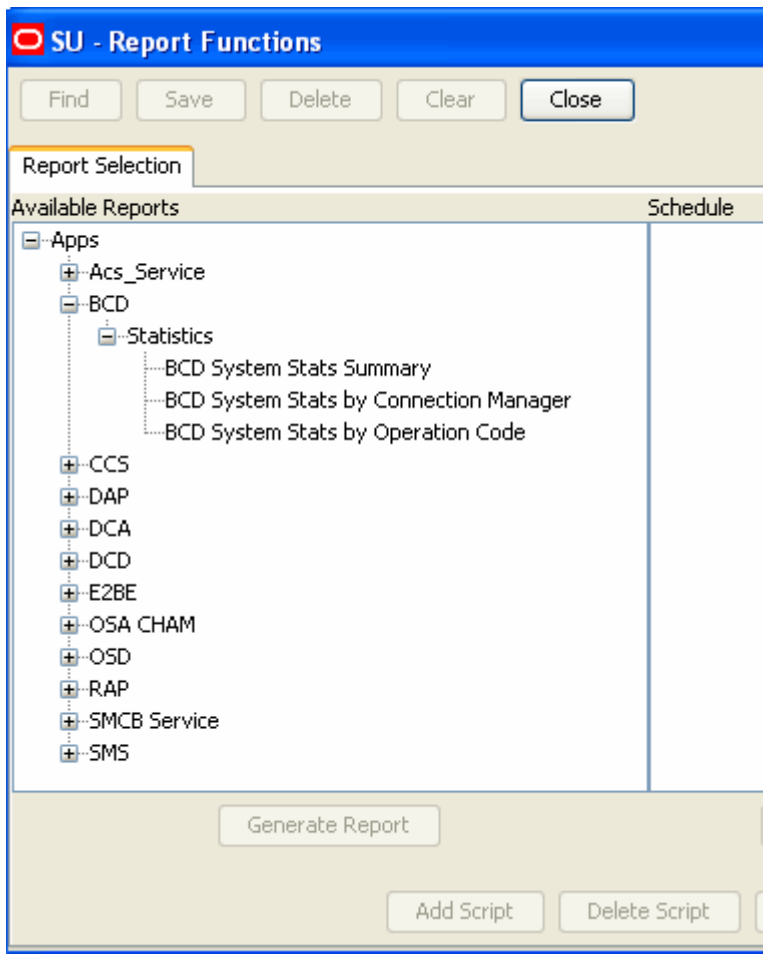 SU - Report Functions
Find Save Delete Clear Close
Report Selection
Available Reports Schedule
Apps
Acs_Service
BCD
Statistics
BCD System Stats Summary
BCD System Stats by Connection Manager
BCD System Stats by Operation Code
CCS
DAP
DCA
DCD
E2BE
OSA CHAM
OSD
RAP
SMCB Service
SMS
Generate Report
Add Script Delete Script